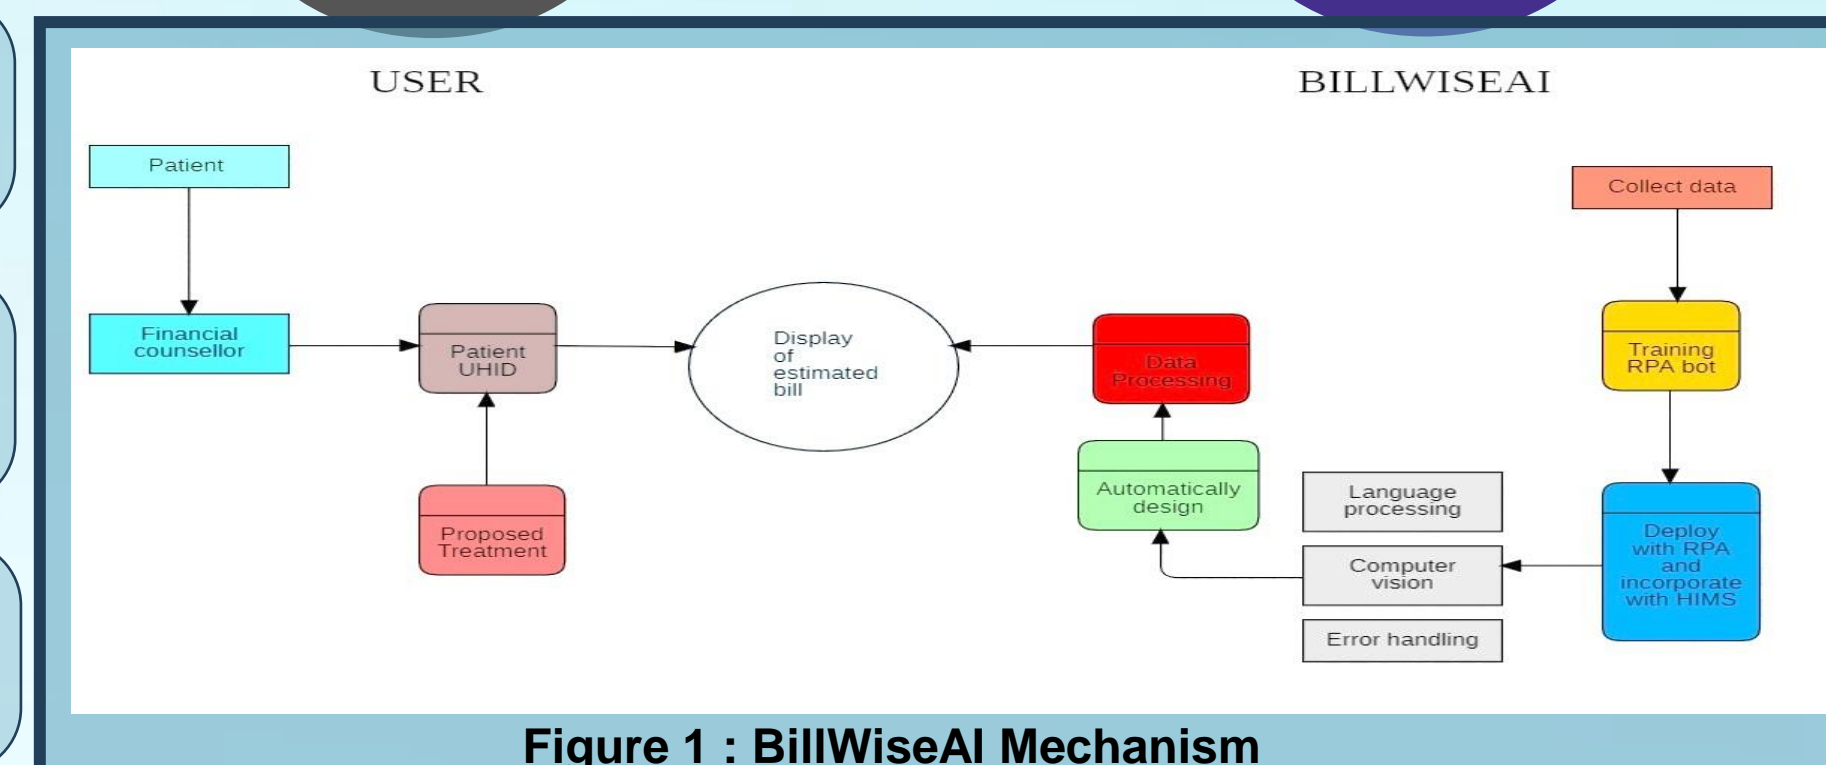 USER
BILLWISEAI
Patient
Financial
counsellor
Patient
UHID
Proposed
Treatment
Display
of
estimated
bill
Collect data
Training
RPA bot
Deploy
with RPA
and
incorporate
with HIMS
Language
processing
Computer
vision
Error handling
Automatically
design
Data
Processing
Figure 1 : BillWiseAI Mechanism